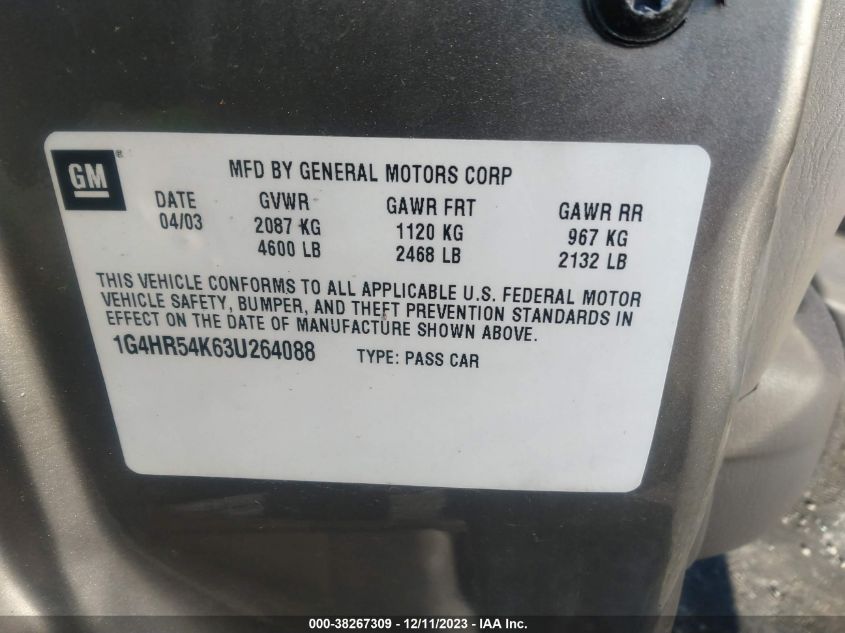 GM®
MFD BY GENERAL MOTORS CORP
DATE GVWR GAWR FRT GAWR RR
04/03 2087 KG 1120 KG 967 KG
4600 LB 2468 LB 2132 LB
THIS VEHICLE CONFORMS TO ALL APPLICABLE U.S. FEDERAL MOTOR
VEHICLE SAFETY, BUMPER, AND THEFT PREVENTION STANDARDS IN
EFFECT ON THE DATE OF MANUFACTURE SHOWN ABOVE.
1G4HR54K63U264088 TYPE: PASS CAR
000-38267309 - 12/11/2023 - IAA Inc.